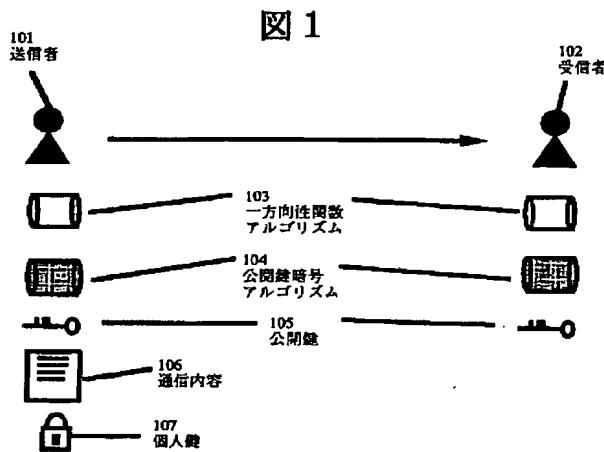 図1
101
送信者
102
受信者
103
一方向性関数
アルゴリズム
104
公開鍵暗号
アルゴリズム
105
公開鍵
106
通信内容
107
個人鍵